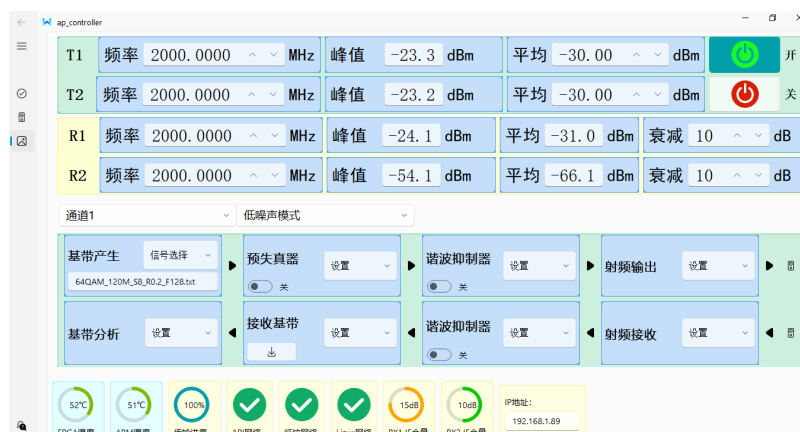 ap_controller
T1 频率 2000.0000 MHz 峰值 -23.3 dBm 平均 -30.00 dBm 开
T2 频率 2000.0000 MHz 峰值 -23.2 dBm 平均 -30.00 dBm 关
R1 频率 2000.0000 MHz 峰值 -24.1 dBm 平均 -31.0 dBm 衰减 10 dB
R2 频率 2000.0000 MHz 峰值 -54.1 dBm 平均 -66.1 dBm 衰减 10 dB
通道1 低噪声模式
基带产生 信号选择 预失真器 设置 谐波抑制器 设置 射频输出 设置
64QAM_120M_S8_R0.2_F128.txt 关 关
基带分析 设置 接收基带 设置 谐波抑制器 设置 射频接收 设置
关
52℃ 51℃ 100% 15dB 10dB IP地址:
192.168.1.89